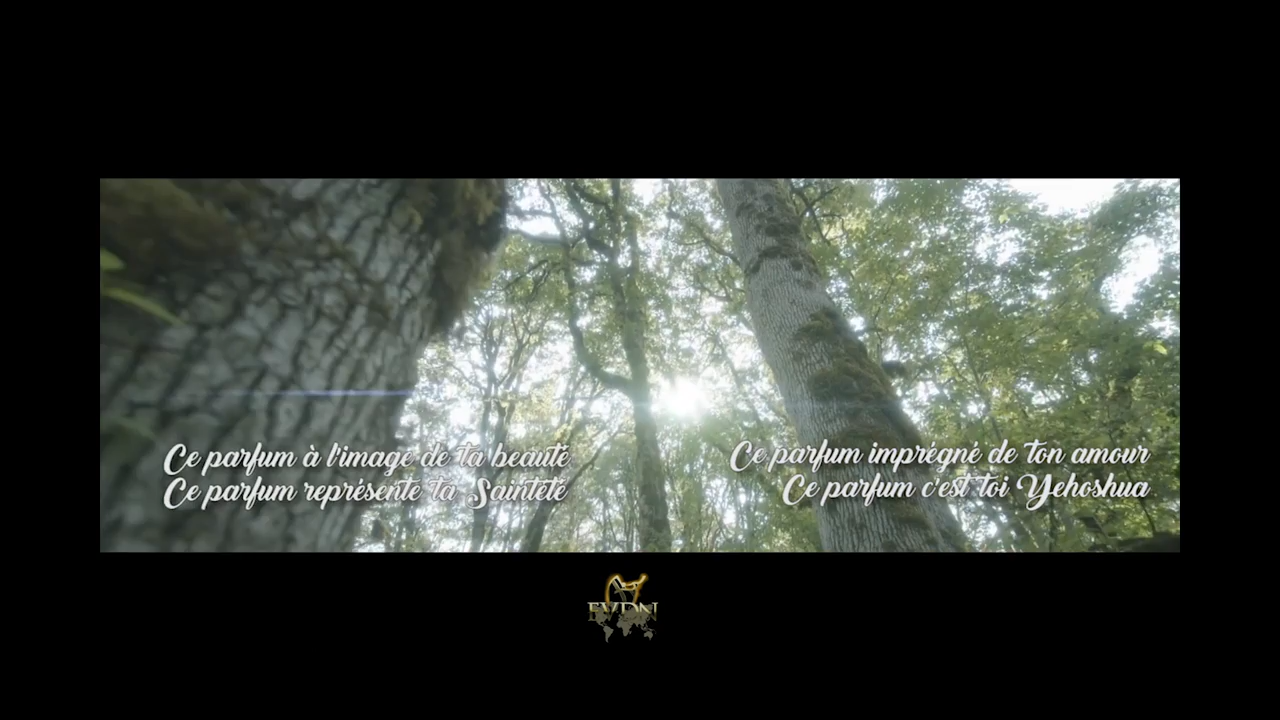 Ce parfum à l'image de ta beauté
Ce parfum représente ta Sainteté
Ce parfum imprégné de ton amour
Ce parfum c'est toi Yehoshua